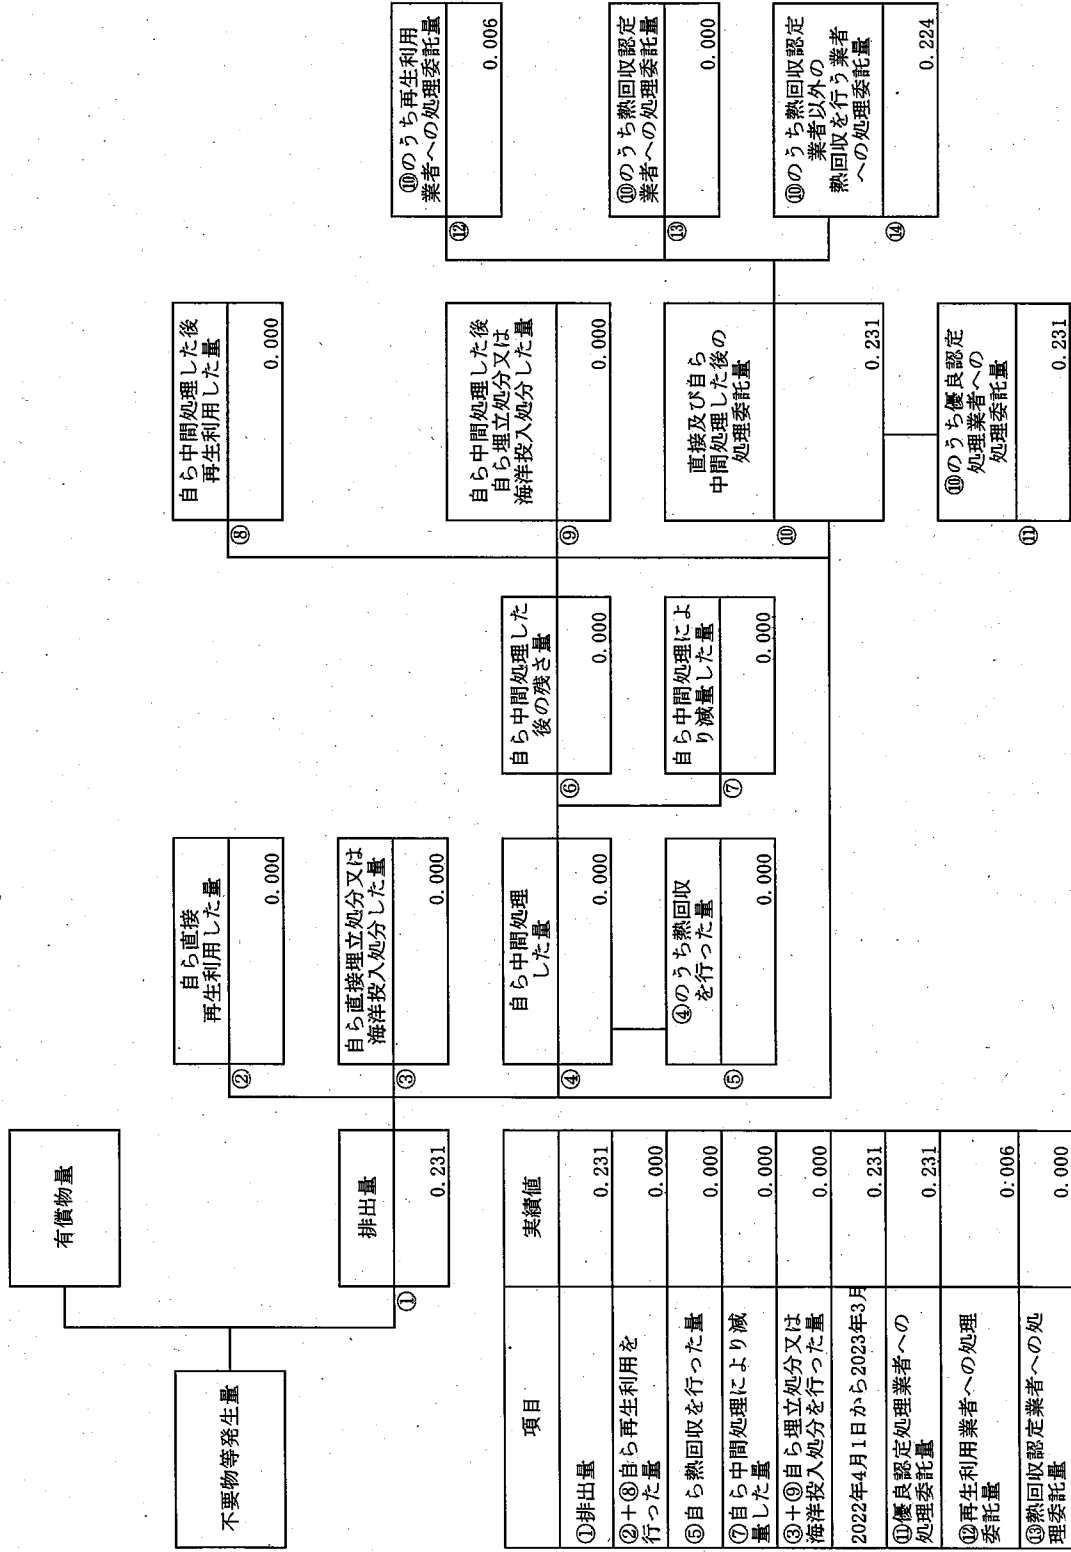 不要物等発生量
有償物量
排出量
①
0.231
自ら直接
再生利用した量
②
0.000
自ら直接埋立処分又は
海洋投入処分した量
③
0.000
自ら中間処理
した量
④
0.000
④のうち熱回収
を行った量
⑤
0.000
自ら中間処理した
後の残さ量
⑥
0.000
自ら中間処理によ
り減量した量
⑦
0.000
自ら中間処理した後
再生利用した量
⑧
0.000
自ら中間処理した後
自ら埋立処分又は
海洋投入処分した量
⑨
0.000
直接及び自ら
中間処理した後の
処理委託量
⑩
0.231
⑩のうち優良認定
処理業者への
処理委託量
⑪
0.231
⑩のうち再生利用
業者への処理委託量
⑫
0.006
⑩のうち熱回収認定
業者への処理委託量
⑬
0.000
⑩のうち熱回収認定
業者以外の
熱回収を行う業者
への処理委託量
⑭
0.224
項目 実績値
①排出量 0.231
②+⑧自ら再生利用を
行った量 0.000
⑤自ら熱回収を行った量 0.000
⑦自ら中間処理により減
量した量 0.000
③+⑨自ら埋立処分又は
海洋投入処分を行った量 0.000
2022年4月1日から2023年3月 0.231
⑪優良認定処理業者への
処理委託量 0.231
⑫再生利用業者への処理
委託量 0.006
⑬熱回収認定業者への処
理委託量 0.000